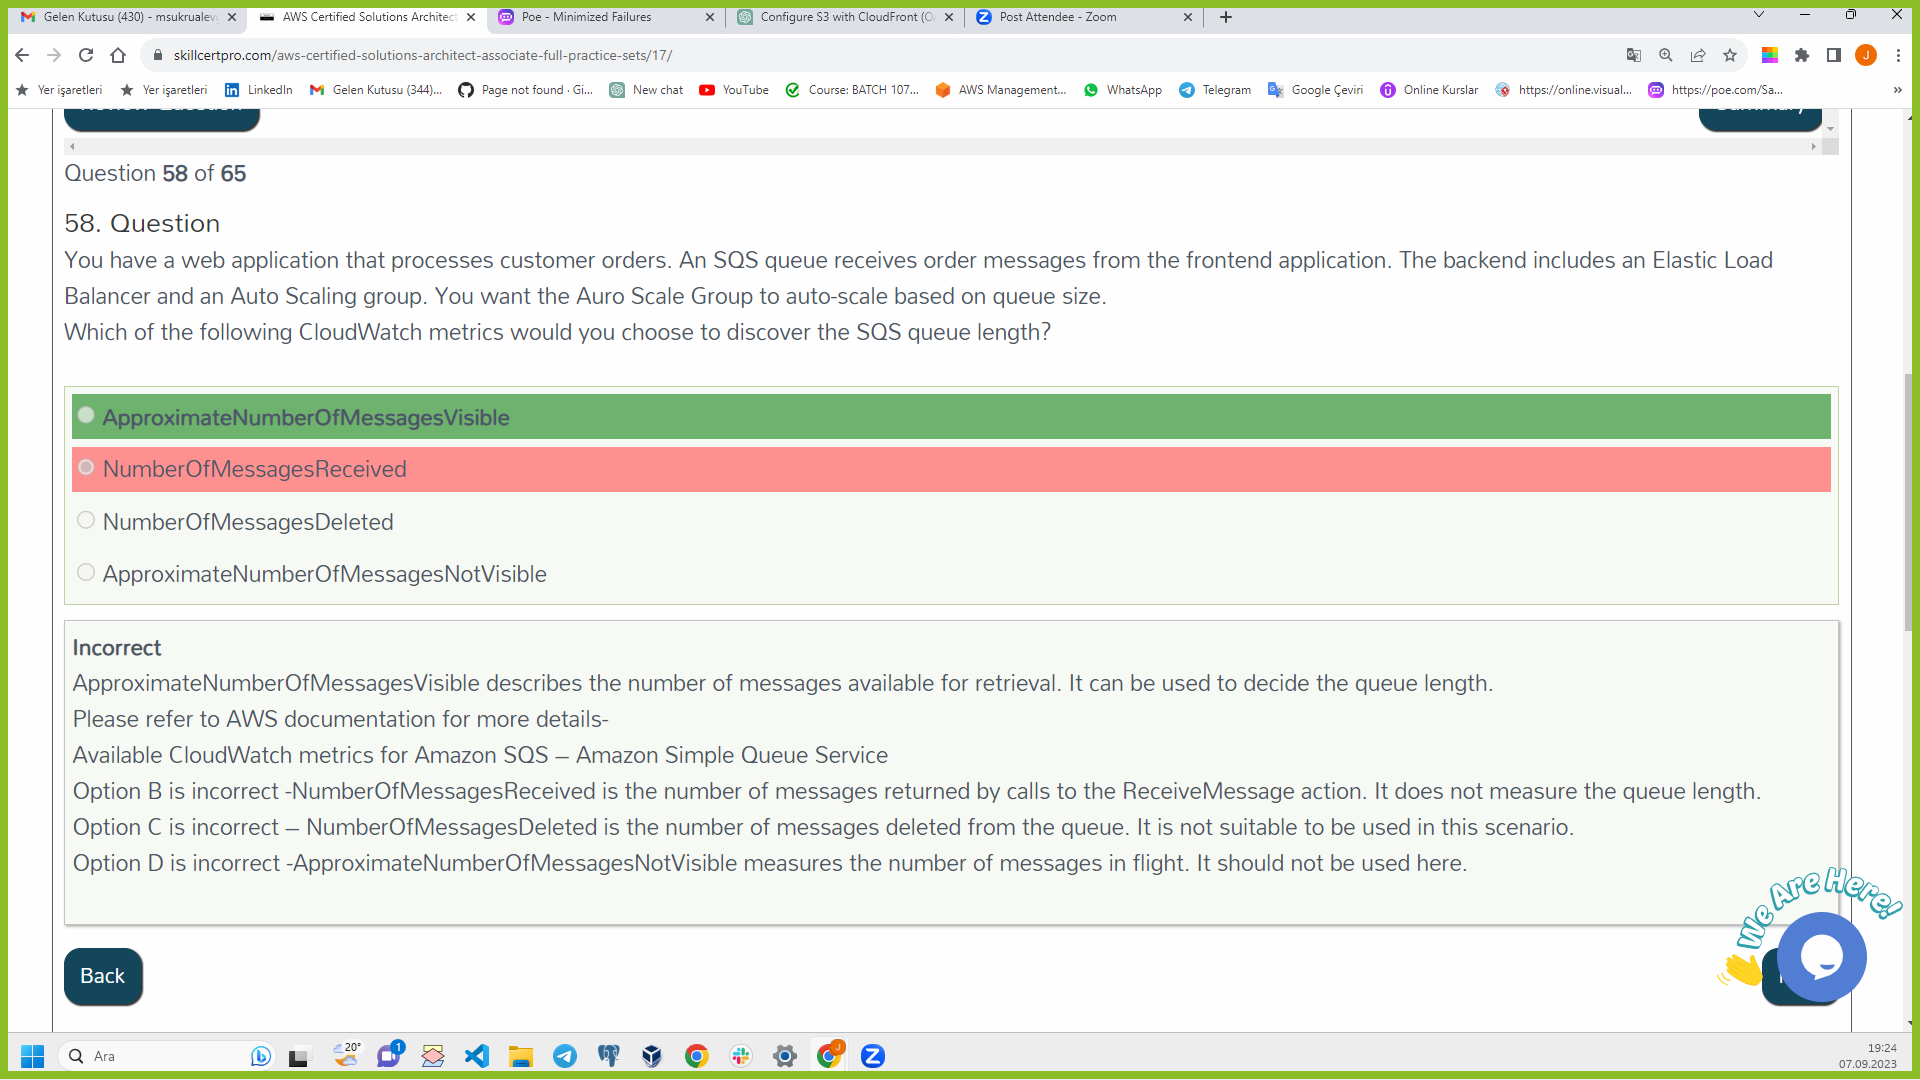 Gelen Kutusu (430) - msukrualev
AWS Certified Solutions Architect
Poe - Minimized Failures
Configure S3 with CloudFront (O
Post Attendee - Zoom
skillcertpro.com/aws-certified-solutions-architect-associate-full-practice-sets/17/
J
Yer işaretleri
Yer işaretleri
LinkedIn
Gelen Kutusu (344)...
Page not found · Gi...
New chat
YouTube
Course: BATCH 107...
AWS Management...
WhatsApp
Telegram
Google Çeviri
Online Kurslar
https://online.visual...
https://poe.com/Sa...
»
Question 58 of 65
58. Question
You have a web application that processes customer orders. An SQS queue receives order messages from the frontend application. The backend includes an Elastic Load
Balancer and an Auto Scaling group. You want the Auro Scale Group to auto-scale based on queue size.
Which of the following CloudWatch metrics would you choose to discover the SQS queue length?
ApproximateNumberOfMessagesVisible
NumberOfMessagesReceived
NumberOfMessagesDeleted
ApproximateNumberOfMessagesNotVisible
Incorrect
ApproximateNumberOfMessagesVisible describes the number of messages available for retrieval. It can be used to decide the queue length.
Please refer to AWS documentation for more details-
Available CloudWatch metrics for Amazon SQS – Amazon Simple Queue Service
Option B is incorrect -NumberOfMessagesReceived is the number of messages returned by calls to the ReceiveMessage action. It does not measure the queue length.
Option C is incorrect – NumberOfMessagesDeleted is the number of messages deleted from the queue. It is not suitable to be used in this scenario.
Option D is incorrect -ApproximateNumberOfMessagesNotVisible measures the number of messages in flight. It should not be used here.
We Are Here!
Back
Ara
20°
1
J
19:24
07.09.2023